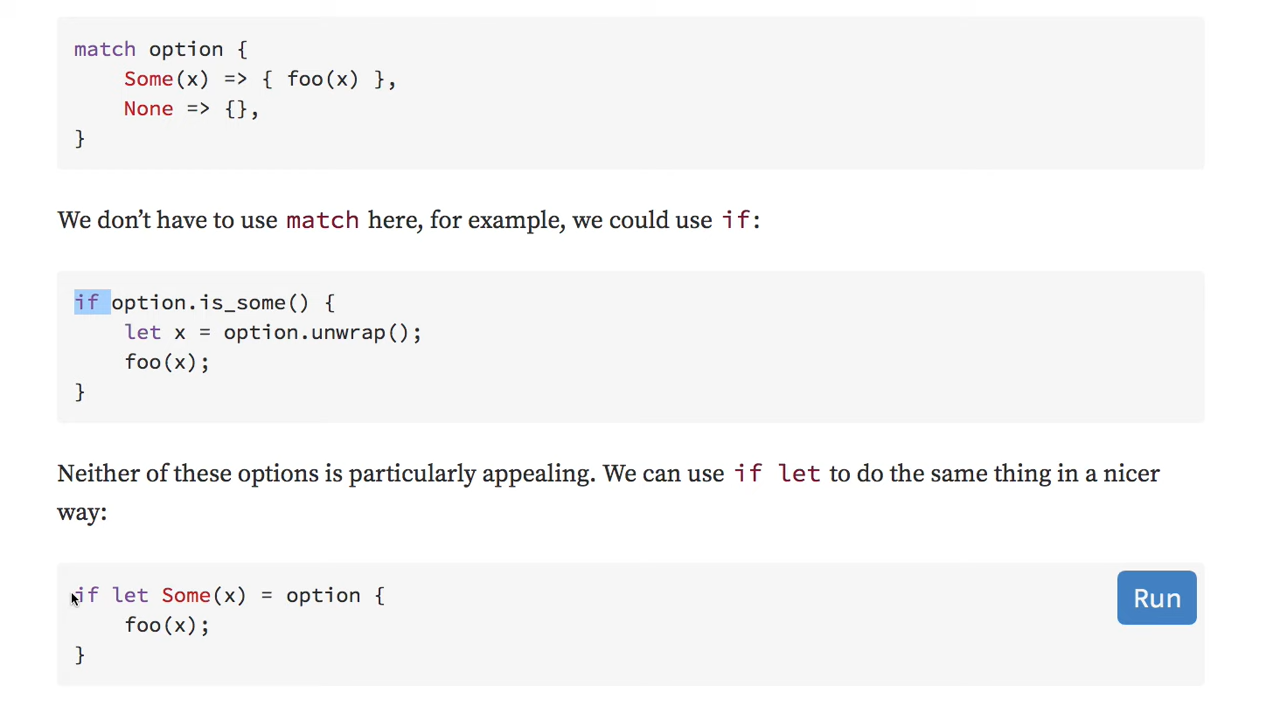 match option {
    Some(x) => { foo(x) },
    None => {},
}
We don’t have to use match here, for example, we could use if:
if option.is_some() {
    let x = option.unwrap();
    foo(x);
}
Neither of these options is particularly appealing. We can use if let to do the same thing in a nicer
way:
if let Some(x) = option {
Run
    foo(x);
}